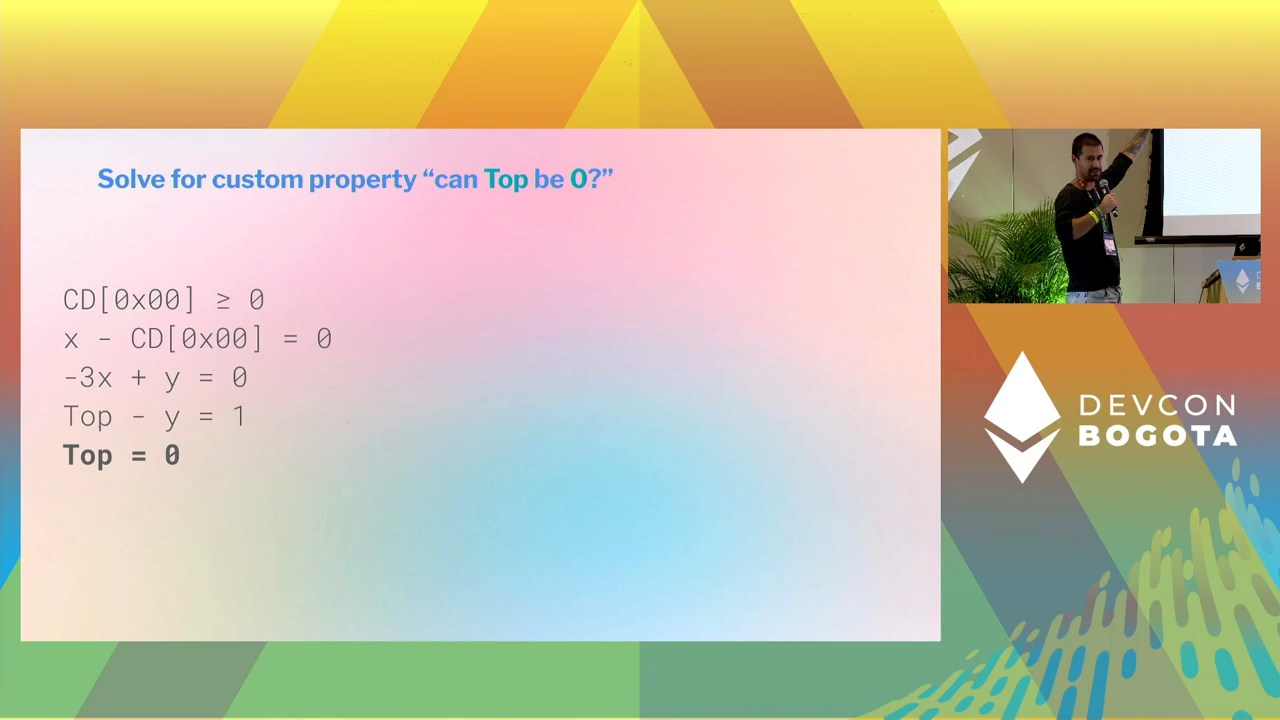 Solve for custom property “can Top be 0?”
CD[0x00] ≥ 0
x - CD[0x00] = 0
-3x + y = 0
Top - y = 1
Top = 0
DEVCON
BOGOTA